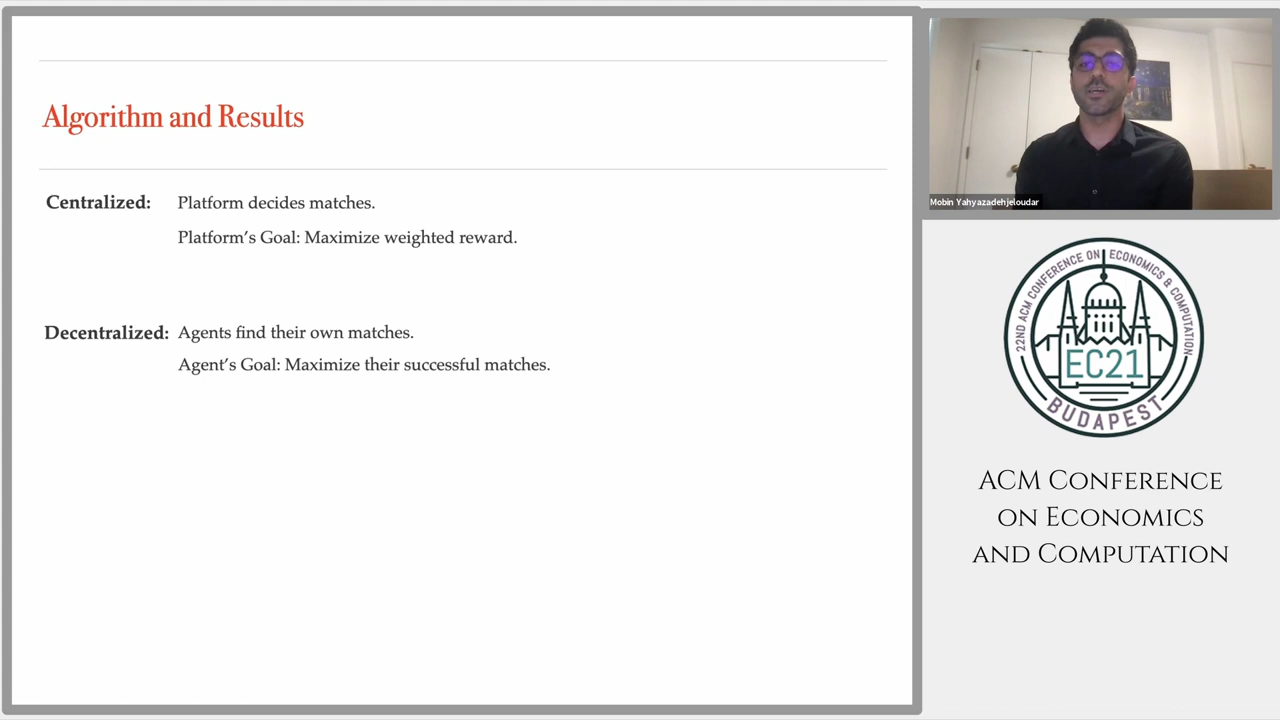 Algorithm and Results
Centralized: Platform decides matches.
Platform's Goal: Maximize weighted reward.
Decentralized: Agents find their own matches.
Agent's Goal: Maximize their successful matches.
Mobin Yahyazadehjeloudar
22ND ACM CONFERENCE ON ECONOMICS & COMPUTATION
EC21
BUDAPEST
ACM Conference
on Economics
and Computation